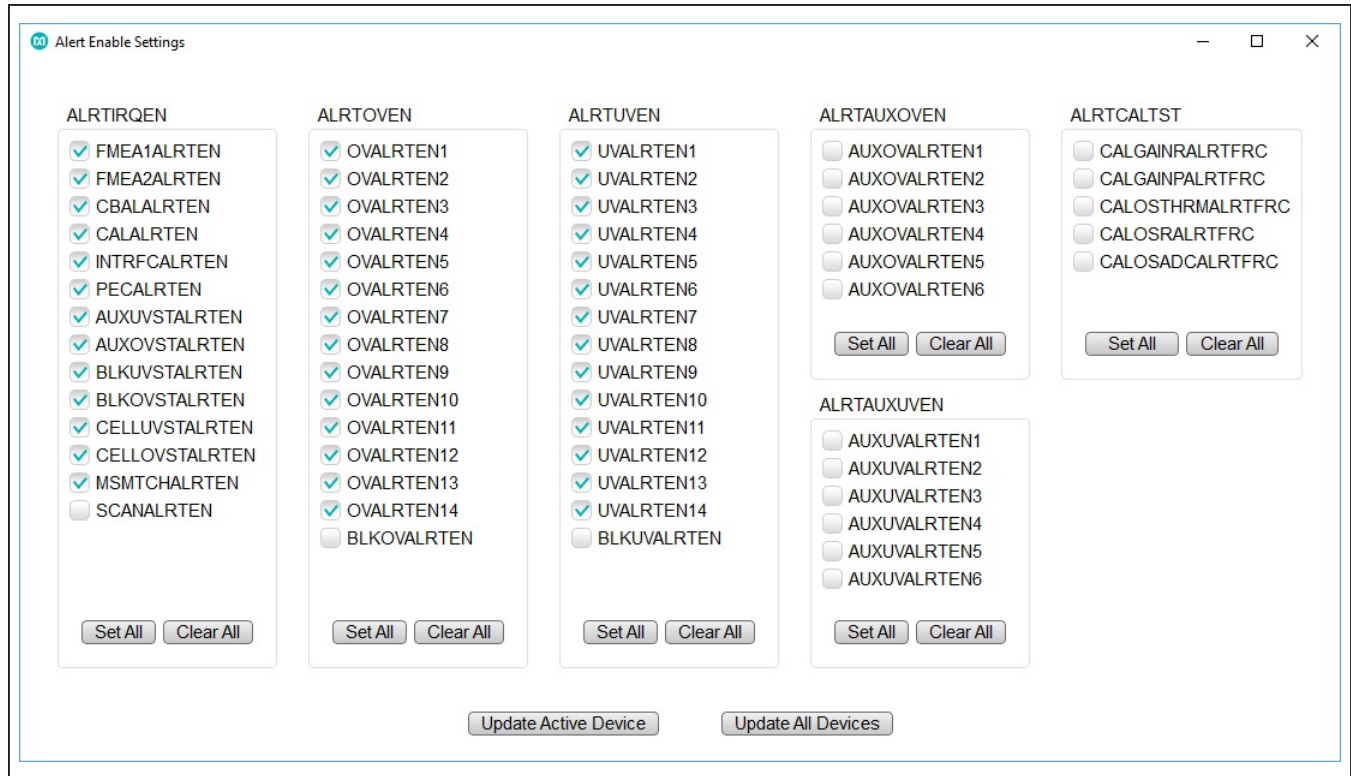 Alert Enable Settings
ALRTIRQEN
FMEA1ALRTEN
FMEA2ALRTEN
CBALALRTEN
CALALRTEN
INTRFCALRTEN
PECALRTEN
AUXUVSTALRTEN
AUXOVSTALRTEN
BLKUVSTALRTEN
BLKOVSTALRTEN
CELLUVSTALRTEN
CELLOVSTALRTEN
MSMTCHALRTEN
SCANALRTEN
Set All Clear All
ALRTOVEN
OVALRTEN1
OVALRTEN2
OVALRTEN3
OVALRTEN4
OVALRTEN5
OVALRTEN6
OVALRTEN7
OVALRTEN8
OVALRTEN9
OVALRTEN10
OVALRTEN11
OVALRTEN12
OVALRTEN13
OVALRTEN14
BLKOVALRTEN
Set All Clear All
ALRTUVEN
UVALRTEN1
UVALRTEN2
UVALRTEN3
UVALRTEN4
UVALRTEN5
UVALRTEN6
UVALRTEN7
UVALRTEN8
UVALRTEN9
UVALRTEN10
UVALRTEN11
UVALRTEN12
UVALRTEN13
UVALRTEN14
BLKUVALRTEN
Set All Clear All
ALRTAUXOVEN
AUXOVALRTEN1
AUXOVALRTEN2
AUXOVALRTEN3
AUXOVALRTEN4
AUXOVALRTEN5
AUXOVALRTEN6
Set All Clear All
ALRTAUXUVEN
AUXUVALRTEN1
AUXUVALRTEN2
AUXUVALRTEN3
AUXUVALRTEN4
AUXUVALRTEN5
AUXUVALRTEN6
Set All Clear All
ALRTCALTST
CALGAINRALRTFRC
CALGAINPALRTFRC
CALOSTHRMALRTFRC
CALOSRALRTFRC
CALOSADCALRTFRC
Set All Clear All
Update Active Device Update All Devices